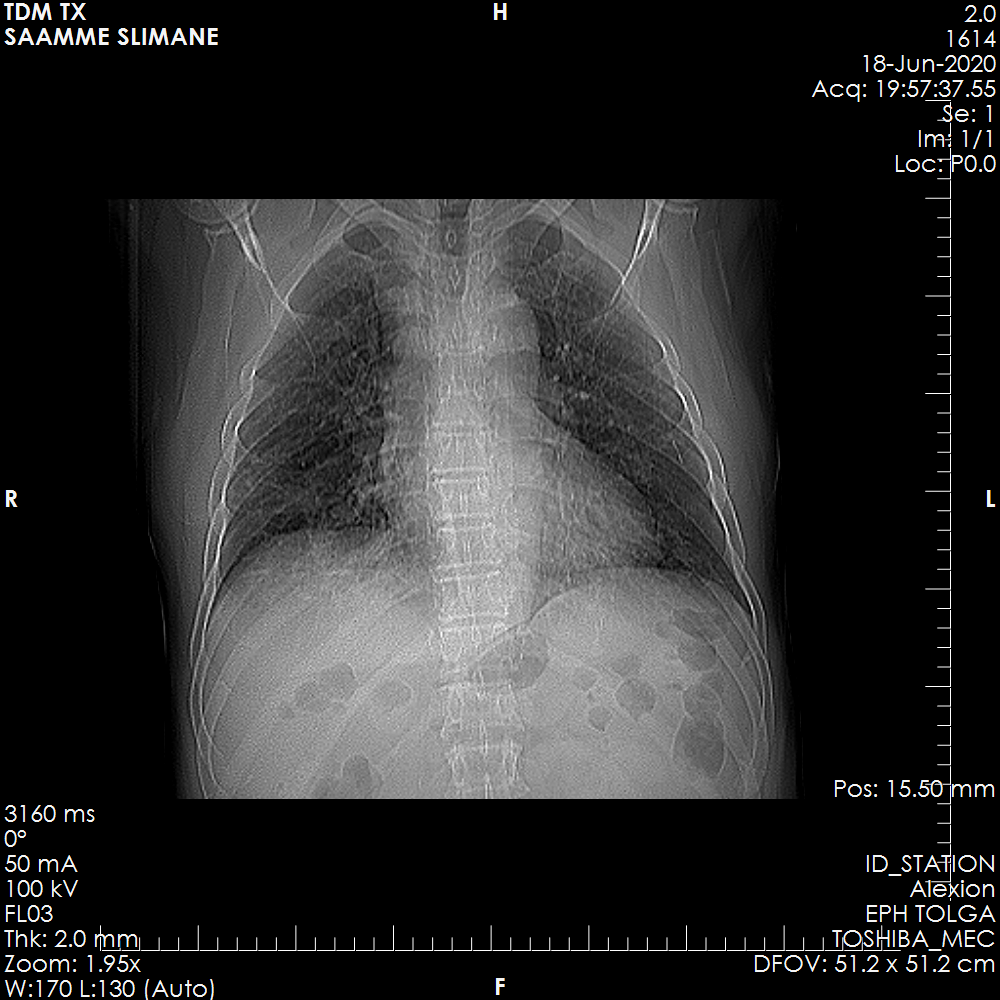 TDM TX
SAAMME SLIMANE
H
2.0
1614
18-Jun-2020
Acq: 19:57:37.55
Se: 1
Im: 1/1
Loc: P0.0
R
L
Pos: 15.50 mm
3160 ms
0°
50 mA
100 kV
FL03
Thk: 2.0 mm
Zoom: 1.95x
W:170 L:130 (Auto)
F
ID_STATION
Alexion
EPH TOLGA
TOSHIBA_MEC
DFOV: 51.2 x 51.2 cm